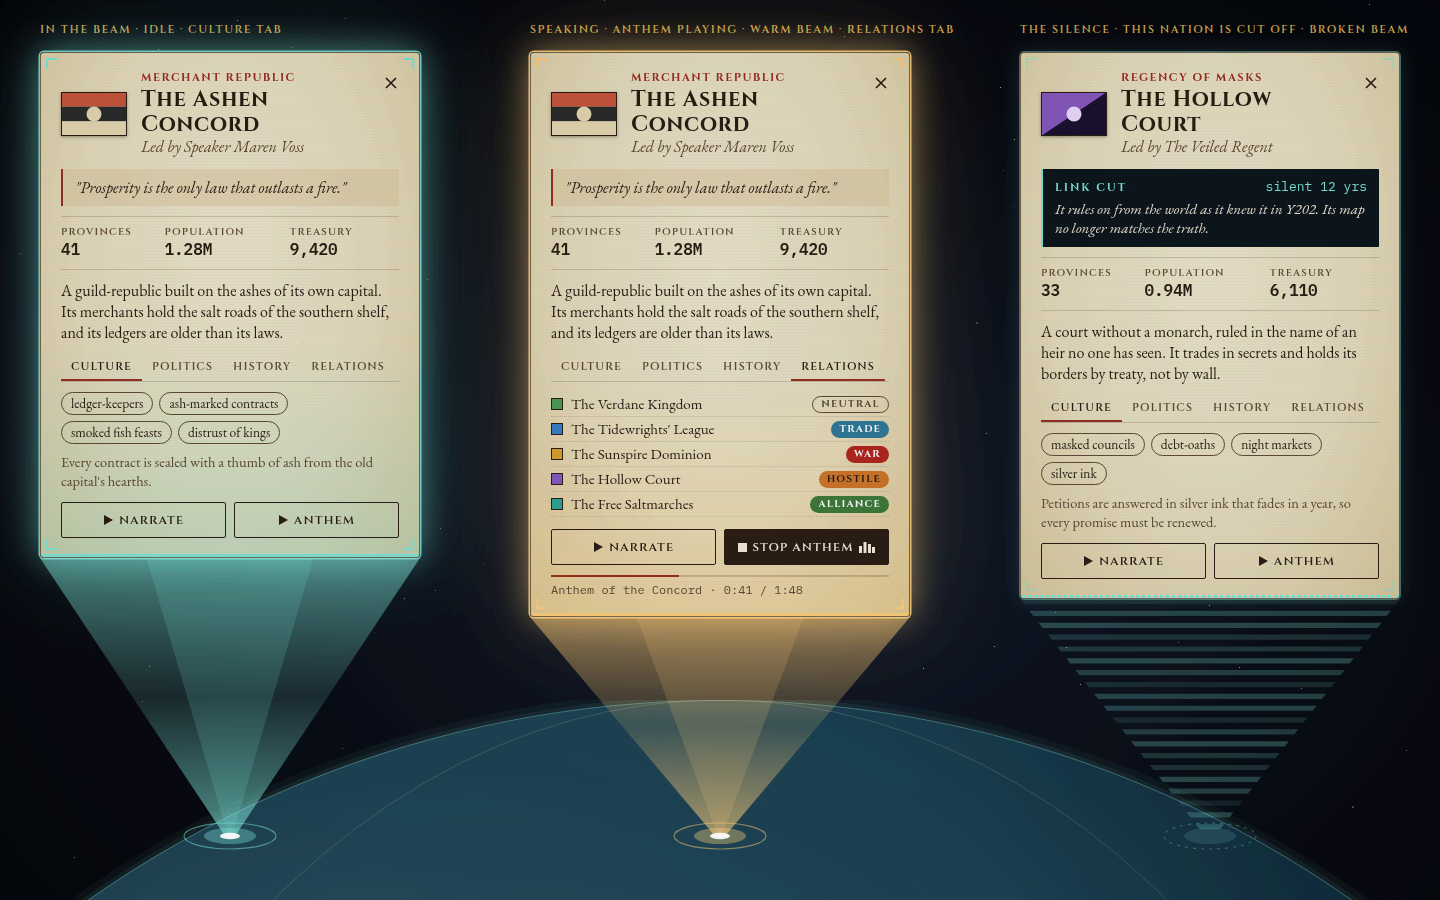 IN THE BEAM · IDLE · CULTURE TAB
MERCHANT REPUBLIC
THE ASHEN
CONCORD
Led by Speaker Maren Voss
"Prosperity is the only law that outlasts a fire."
PROVINCES POPULATION TREASURY
41 1.28M 9,420
A guild-republic built on the ashes of its own capital.
Its merchants hold the salt roads of the southern shelf,
and its ledgers are older than its laws.
CULTURE POLITICS HISTORY RELATIONS
ledger-keepers ash-marked contracts
smoked fish feasts distrust of kings
Every contract is sealed with a thumb of ash from the old
capital's hearths.
▶ NARRATE ▶ ANTHEM
SPEAKING · ANTHEM PLAYING · WARM BEAM · RELATIONS TAB
MERCHANT REPUBLIC
THE ASHEN
CONCORD
Led by Speaker Maren Voss
"Prosperity is the only law that outlasts a fire."
PROVINCES POPULATION TREASURY
41 1.28M 9,420
A guild-republic built on the ashes of its own capital.
Its merchants hold the salt roads of the southern shelf,
and its ledgers are older than its laws.
CULTURE POLITICS HISTORY RELATIONS
The Verdane Kingdom NEUTRAL
The Tidewrights' League TRADE
The Sunspire Dominion WAR
The Hollow Court HOSTILE
The Free Saltmarches ALLIANCE
▶ NARRATE ■ STOP ANTHEM
Anthem of the Concord · 0:41 / 1:48
THE SILENCE · THIS NATION IS CUT OFF · BROKEN BEAM
REGENCY OF MASKS
THE HOLLOW
COURT
Led by The Veiled Regent
LINK CUT silent 12 yrs
It rules on from the world as it knew it in Y202. Its map
no longer matches the truth.
PROVINCES POPULATION TREASURY
33 0.94M 6,110
A court without a monarch, ruled in the name of an
heir no one has seen. It trades in secrets and holds its
borders by treaty, not by wall.
CULTURE POLITICS HISTORY RELATIONS
masked councils debt-oaths night markets
silver ink
Petitions are answered in silver ink that fades in a year, so
every promise must be renewed.
▶ NARRATE ▶ ANTHEM